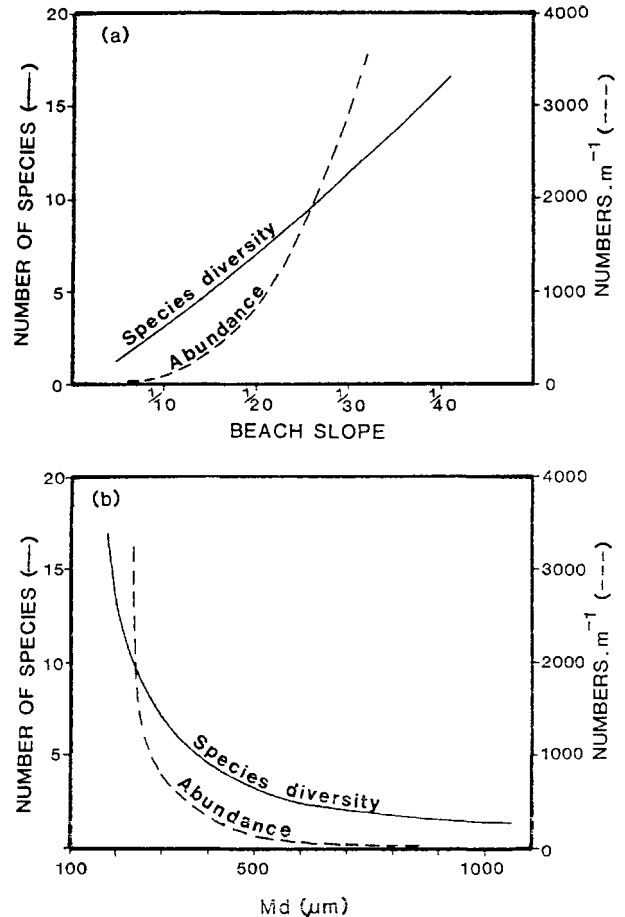 (a)
20
15
10
5
0
NUMBER OF SPECIES (—)
4000
3000
2000
1000
0
NUMBERS.m⁻¹ (---)
Species diversity
Abundance
1/10
1/20
1/30
1/40
BEACH SLOPE
(b)
20
15
10
5
NUMBER OF SPECIES (—)
4000
3000
2000
1000
0
NUMBERS.m⁻¹ (---)
Species diversity
Abundance
100
500
1000
Md (μm)